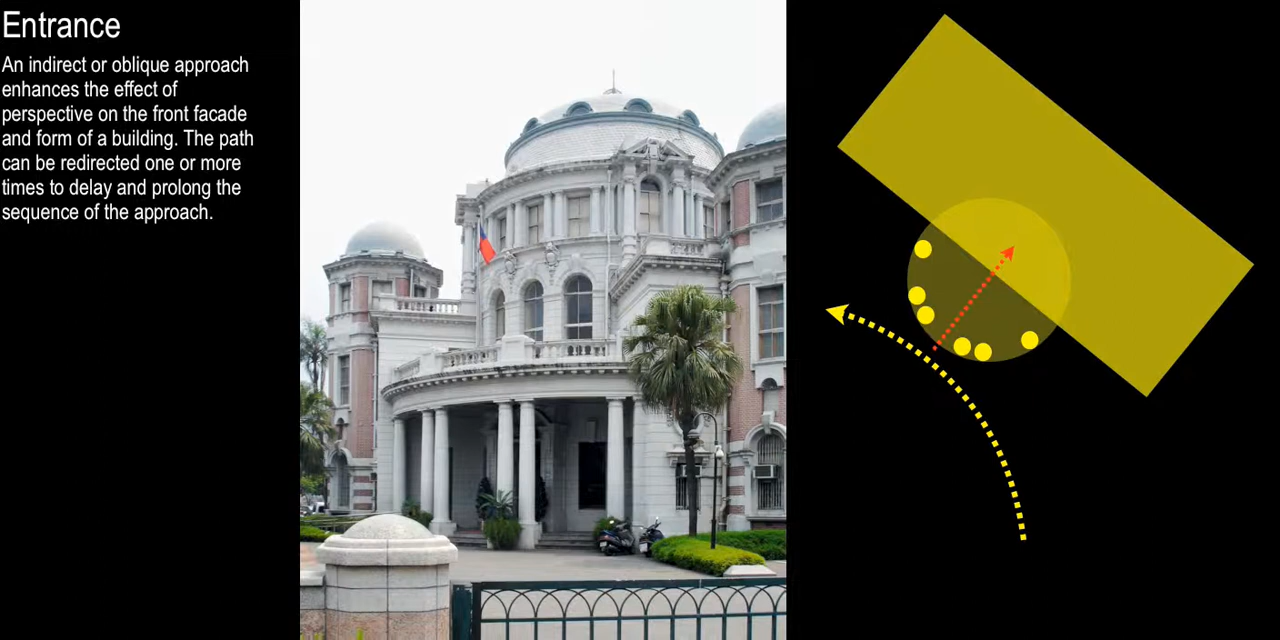 Entrance
An indirect or oblique approach
enhances the effect of
perspective on the front facade
and form of a building. The path
can be redirected one or more
times to delay and prolong the
sequence of the approach.